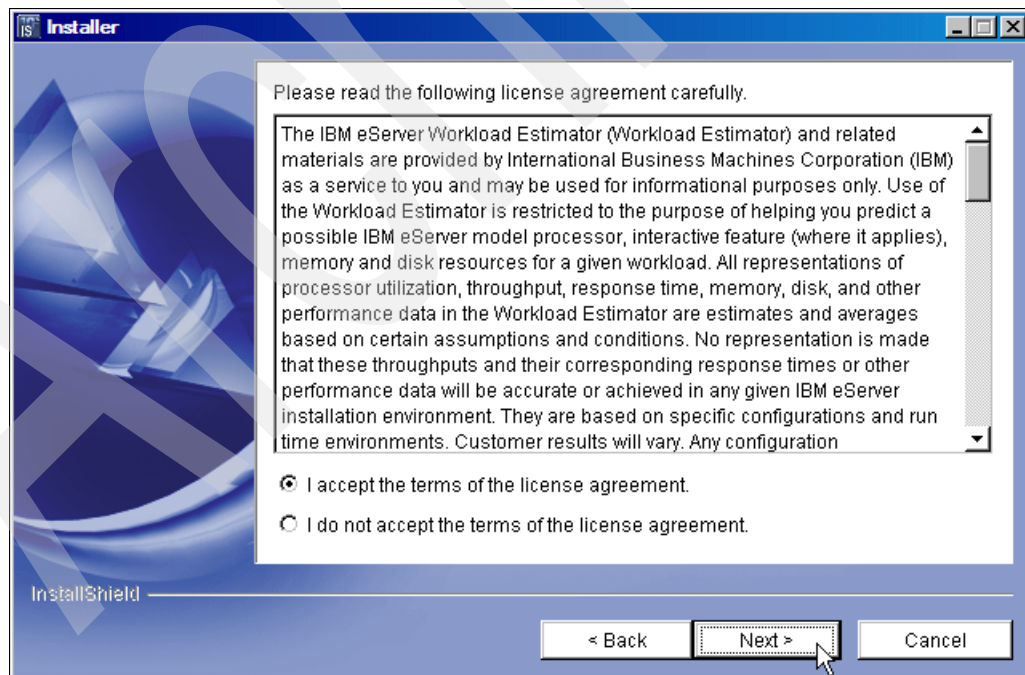 Installer
Please read the following license agreement carefully.
The IBM eServer Workload Estimator (Workload Estimator) and related
materials are provided by International Business Machines Corporation (IBM)
as a service to you and may be used for informational purposes only. Use of
the Workload Estimator is restricted to the purpose of helping you predict a
possible IBM eServer model processor, interactive feature (where it applies),
memory and disk resources for a given workload. All representations of
processor utilization, throughput, response time, memory, disk, and other
performance data in the Workload Estimator are estimates and averages
based on certain assumptions and conditions. No representation is made
that these throughputs and their corresponding response times or other
performance data will be accurate or achieved in any given IBM eServer
installation environment. They are based on specific configurations and run
time environments. Customer results will vary. Any configuration
I accept the terms of the license agreement.
I do not accept the terms of the license agreement.
InstallShield
< Back
Next >
Cancel